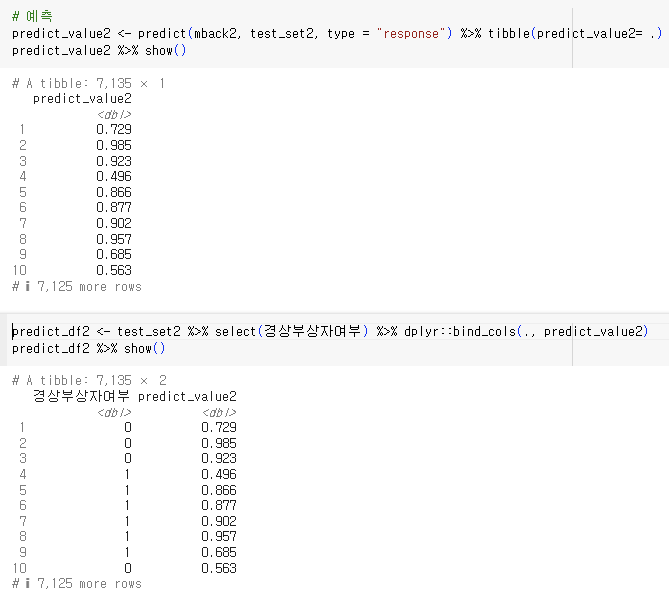 # 예측
predict_value2 <- predict(mback2, test_set2, type = "response") %>% tibble(predict_value2= .)
predict_value2 %>% show()
# A tibble: 7,135 × 1
predict_value2
<dbl>
1 0.729
2 0.985
3 0.923
4 0.496
5 0.866
6 0.877
7 0.902
8 0.957
9 0.685
10 0.563
# ℹ 7,125 more rows
predict_df2 <- test_set2 %>% select(경상부상자여부) %>% dplyr::bind_cols(., predict_value2)
predict_df2 %>% show()
# A tibble: 7,135 × 2
경상부상자여부 predict_value2
<dbl> <dbl>
1 0 0.729
2 0 0.985
3 0 0.923
4 1 0.496
5 1 0.866
6 1 0.877
7 1 0.902
8 1 0.957
9 1 0.685
10 0 0.563
# ℹ 7,125 more rows